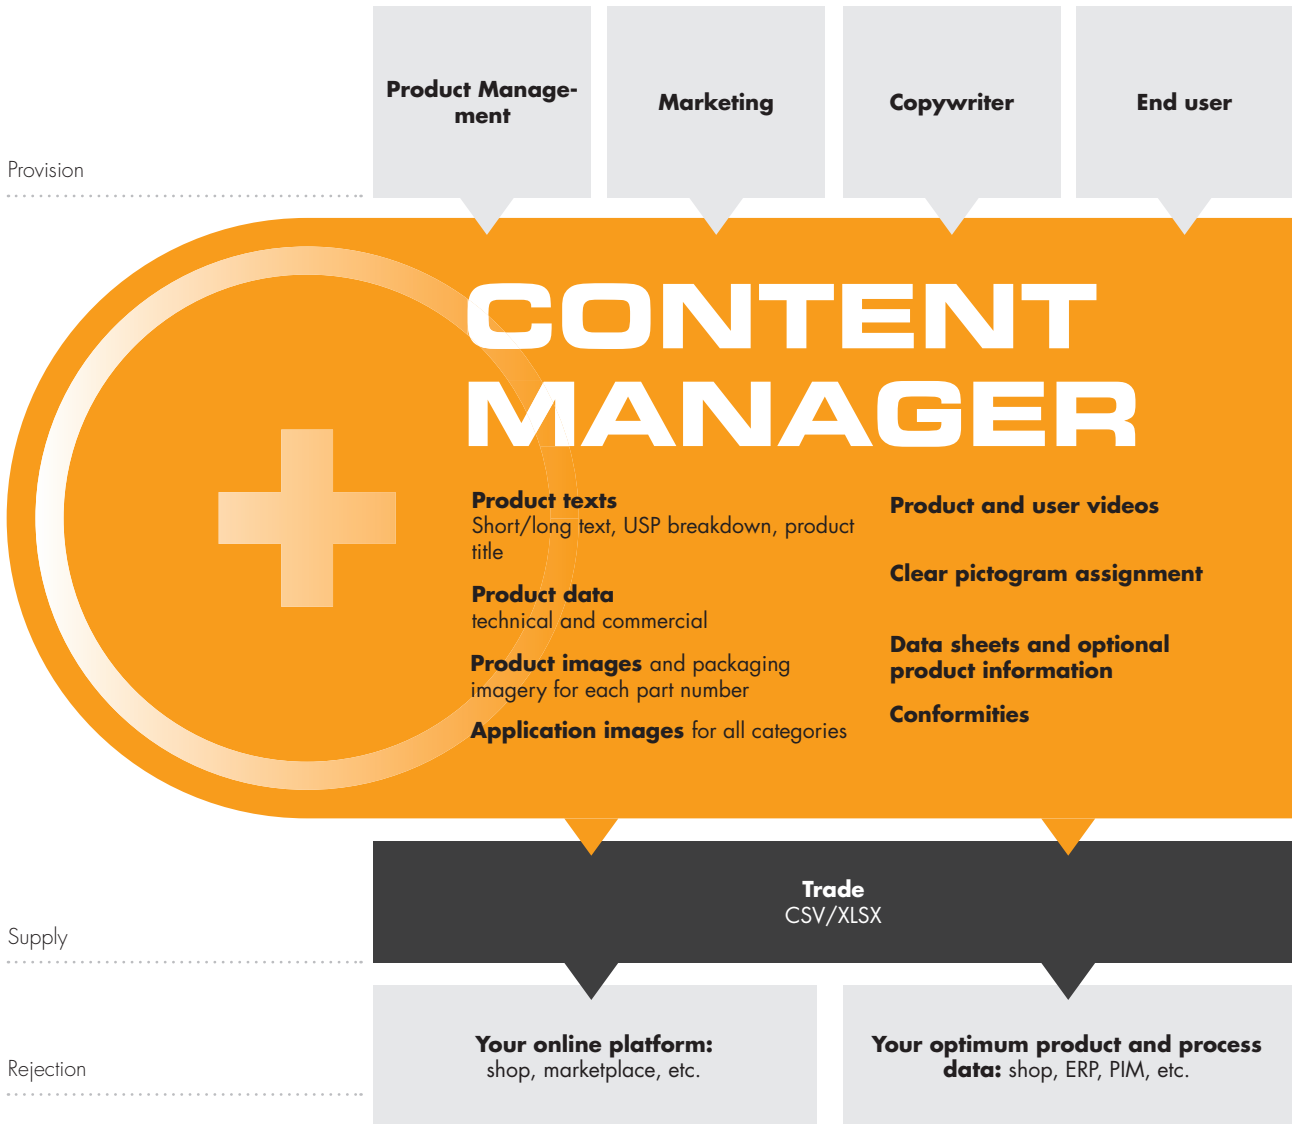 Product Manage-
ment
Marketing
Copywriter
End user
Provision
CONTENT
MANAGER
Product texts
Short/long text, USP breakdown, product
title
Product data
technical and commercial
Product images and packaging
imagery for each part number
Application images for all categories
Product and user videos
Clear pictogram assignment
Data sheets and optional
product information
Conformities
Trade
CSV/XLSX
Supply
Your online platform:
shop, marketplace, etc.
Your optimum product and process
data: shop, ERP, PIM, etc.
Rejection